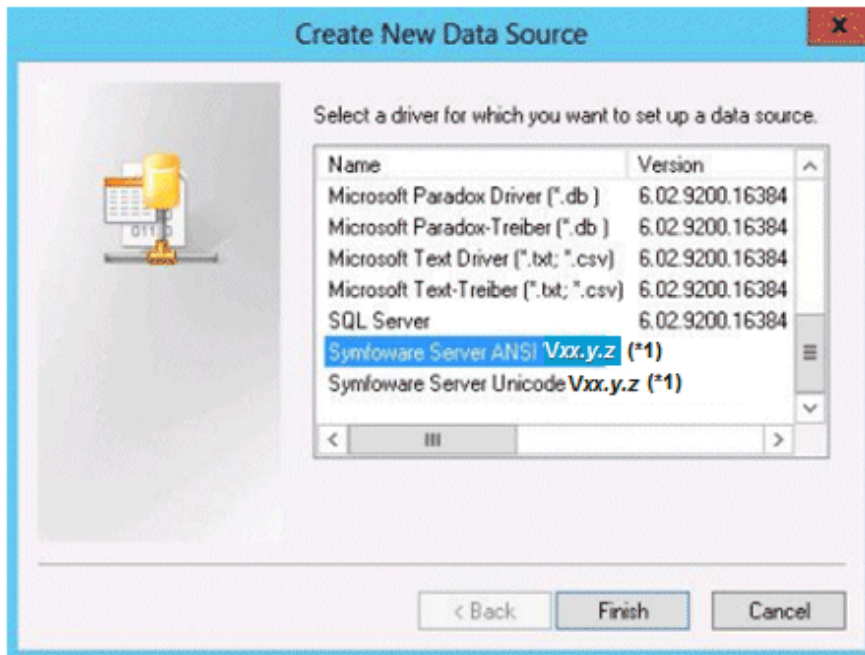 Create New Data Source
x
Select a driver for which you want to set up a data source.
Name Version
Microsoft Paradox Driver (*.db ) 6.02.9200.16384
Microsoft Paradox-Treiber (*.db ) 6.02.9200.16384
Microsoft Text Driver (*.txt; *.csv) 6.02.9200.16384
Microsoft Text-Treiber (*.txt; *.csv) 6.02.9200.16384
SQL Server 6.02.9200.16384
Symfoware Server ANSI Vxx.y.z (*1)
Symfoware Server Unicode Vxx.y.z (*1)
< Back Finish Cancel